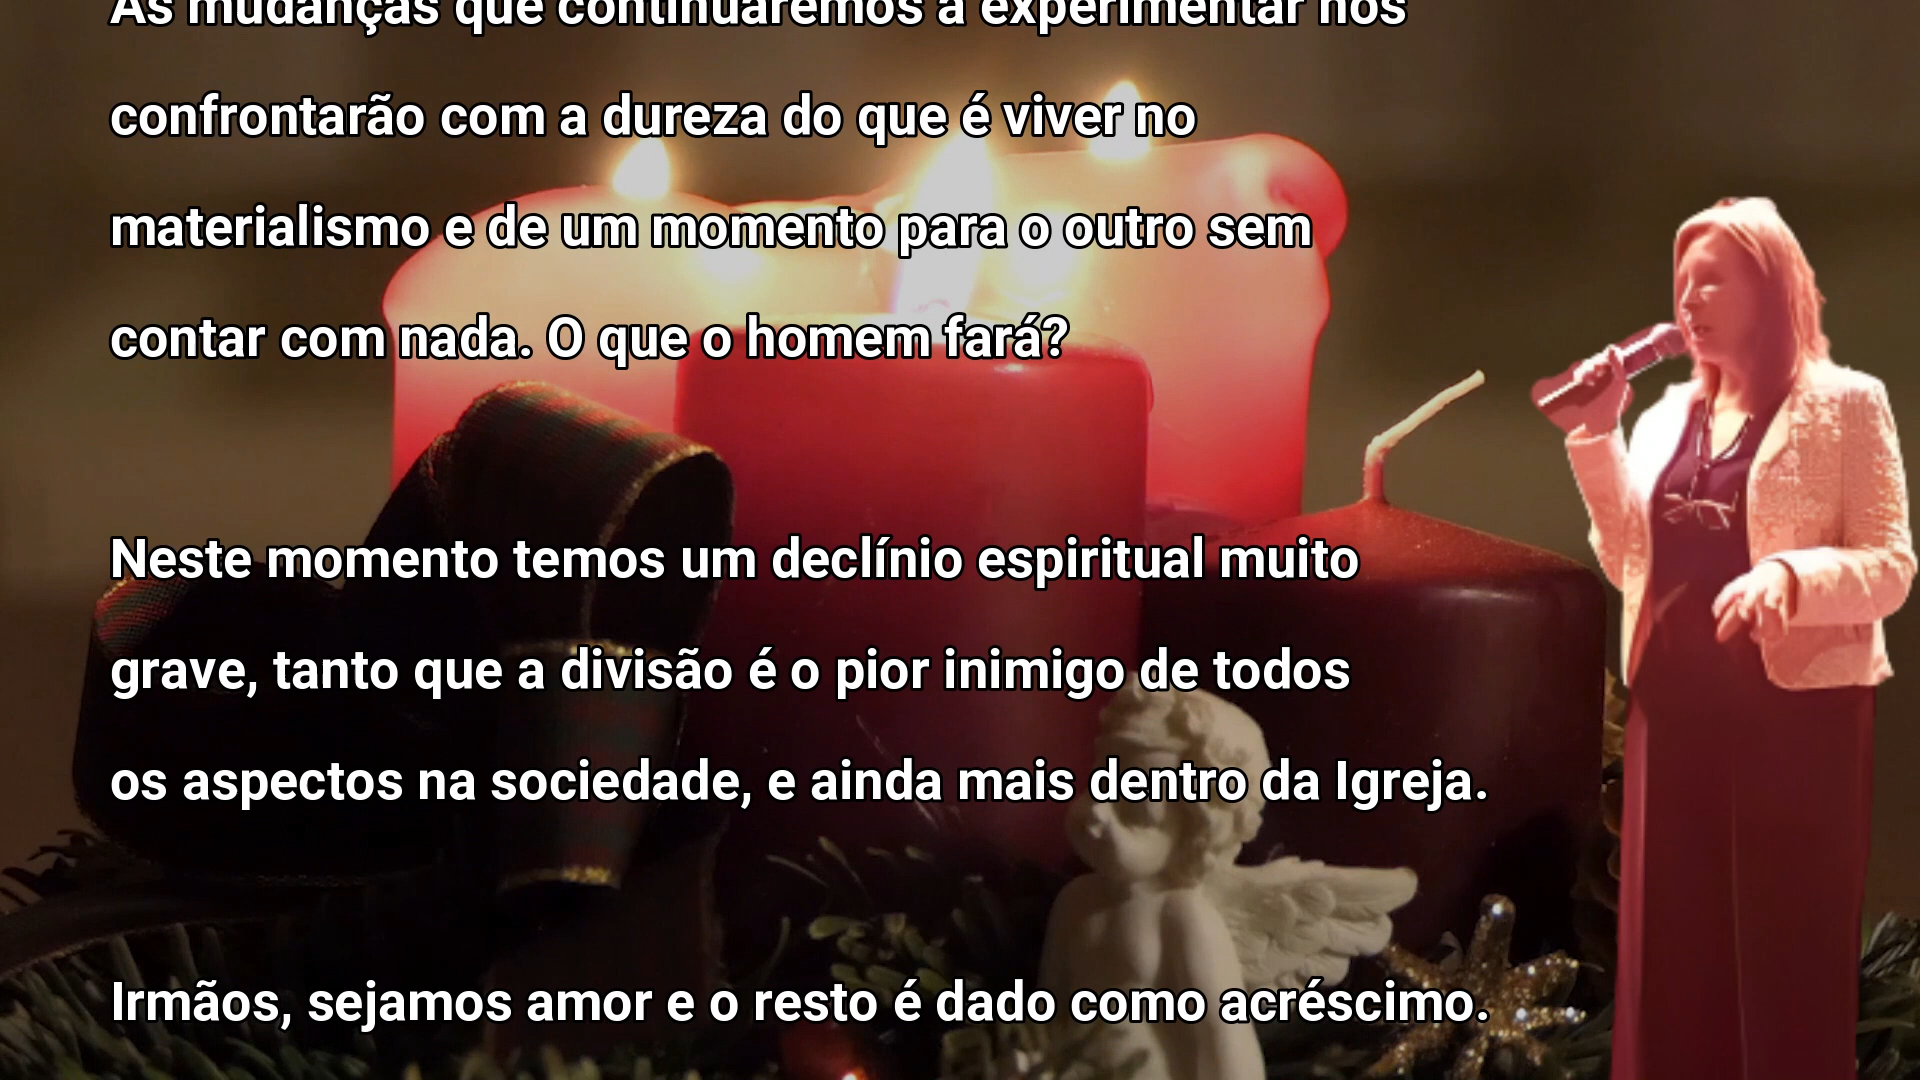 As mudanças que continuaremos a experimentar nos
confrontarão com a dureza do que é viver no
materialismo e de um momento para o outro sem
contar com nada. O que o homem fará?
Neste momento temos um declínio espiritual muito
grave, tanto que a divisão é o pior inimigo de todos
os aspectos na sociedade, e ainda mais dentro da Igreja.
Irmãos, sejamos amor e o resto é dado como acréscimo.